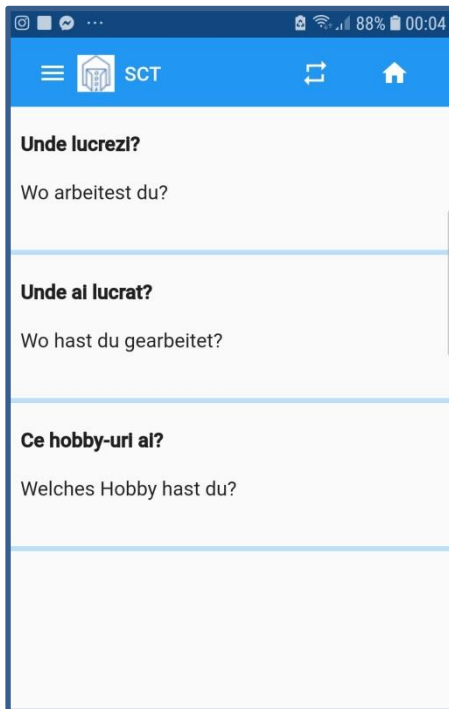 88% 00:04
SCT
Unde lucrezi?
Wo arbeitest du?
Unde ai lucrat?
Wo hast du gearbeitet?
Ce hobby-uri ai?
Welches Hobby hast du?